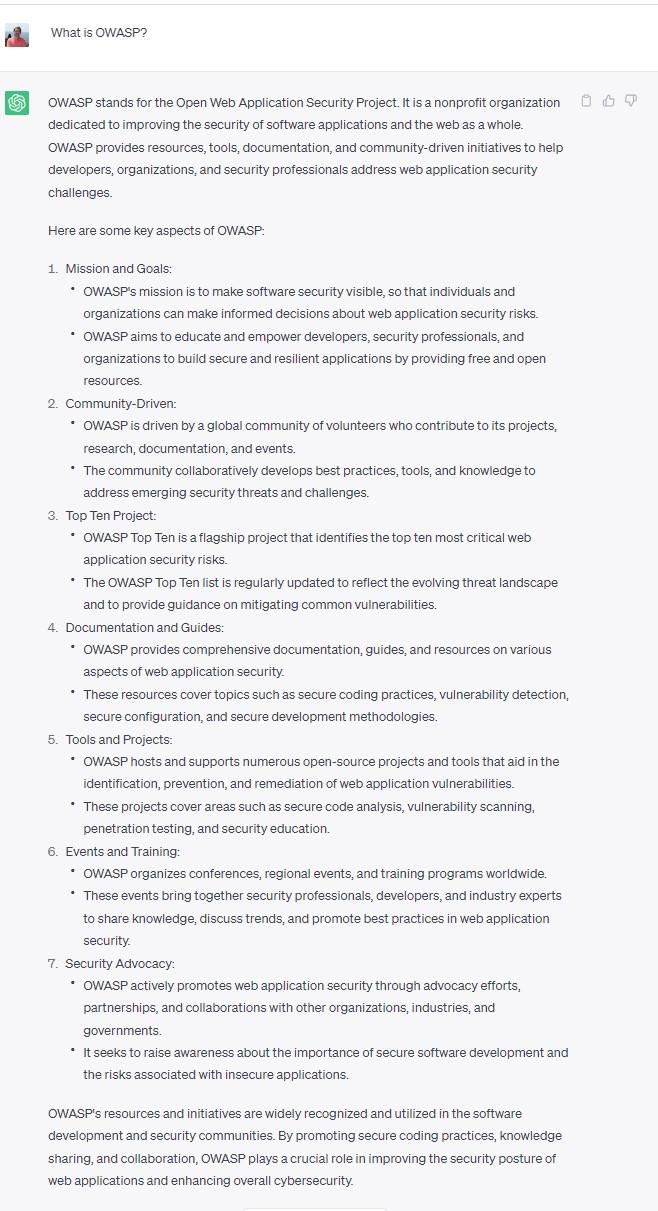 What is OWASP?
OWASP stands for the Open Web Application Security Project. It is a nonprofit organization
dedicated to improving the security of software applications and the web as a whole.
OWASP provides resources, tools, documentation, and community-driven initiatives to help
developers, organizations, and security professionals address web application security
challenges.
Here are some key aspects of OWASP:
1. Mission and Goals:
• OWASP's mission is to make software security visible, so that individuals and
organizations can make informed decisions about web application security risks.
• OWASP aims to educate and empower developers, security professionals, and
organizations to build secure and resilient applications by providing free and open
resources.
2. Community-Driven:
• OWASP is driven by a global community of volunteers who contribute to its projects,
research, documentation, and events.
• The community collaboratively develops best practices, tools, and knowledge to
address emerging security threats and challenges.
3. Top Ten Project:
• OWASP Top Ten is a flagship project that identifies the top ten most critical web
application security risks.
• The OWASP Top Ten list is regularly updated to reflect the evolving threat landscape
and to provide guidance on mitigating common vulnerabilities.
4. Documentation and Guides:
• OWASP provides comprehensive documentation, guides, and resources on various
aspects of web application security.
• These resources cover topics such as secure coding practices, vulnerability detection,
secure configuration, and secure development methodologies.
5. Tools and Projects:
• OWASP hosts and supports numerous open-source projects and tools that aid in the
identification, prevention, and remediation of web application vulnerabilities.
• These projects cover areas such as secure code analysis, vulnerability scanning,
penetration testing, and security education.
6. Events and Training:
• OWASP organizes conferences, regional events, and training programs worldwide.
• These events bring together security professionals, developers, and industry experts
to share knowledge, discuss trends, and promote best practices in web application
security.
7. Security Advocacy:
• OWASP actively promotes web application security through advocacy efforts,
partnerships, and collaborations with other organizations, industries, and
governments.
• It seeks to raise awareness about the importance of secure software development and
the risks associated with insecure applications.
OWASP's resources and initiatives are widely recognized and utilized in the software
development and security communities. By promoting secure coding practices, knowledge
sharing, and collaboration, OWASP plays a crucial role in improving the security posture of
web applications and enhancing overall cybersecurity.